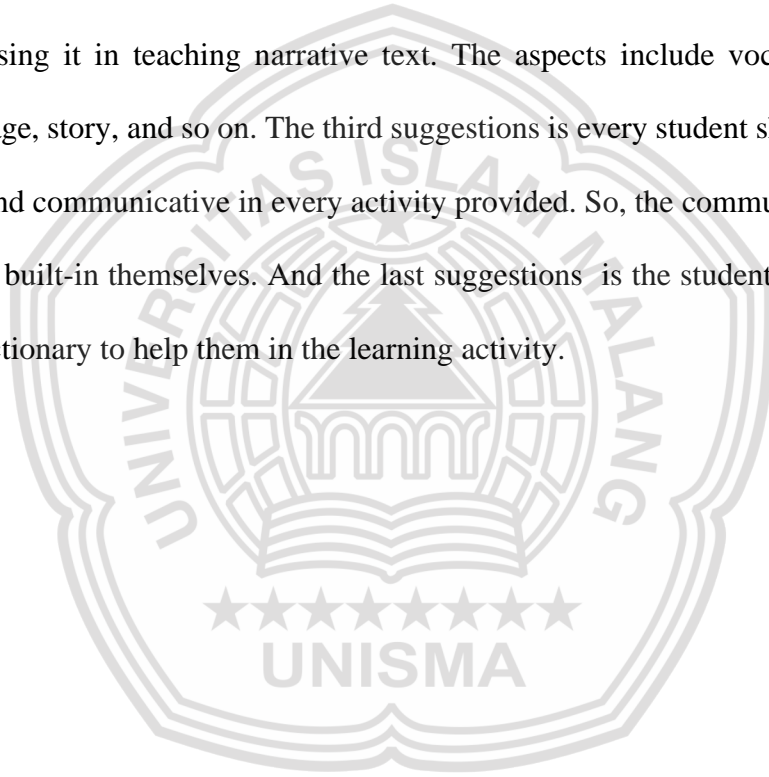 sing it in teaching narrative text. The aspects include voc
ge, story, and so on. The third suggestions is every student s
nd communicative in every activity provided. So, the commu
built-in themselves. And the last suggestions is the student
ctionary to help them in the learning activity.
UNIVERSITAS ISLAM MALANG
UNISMA